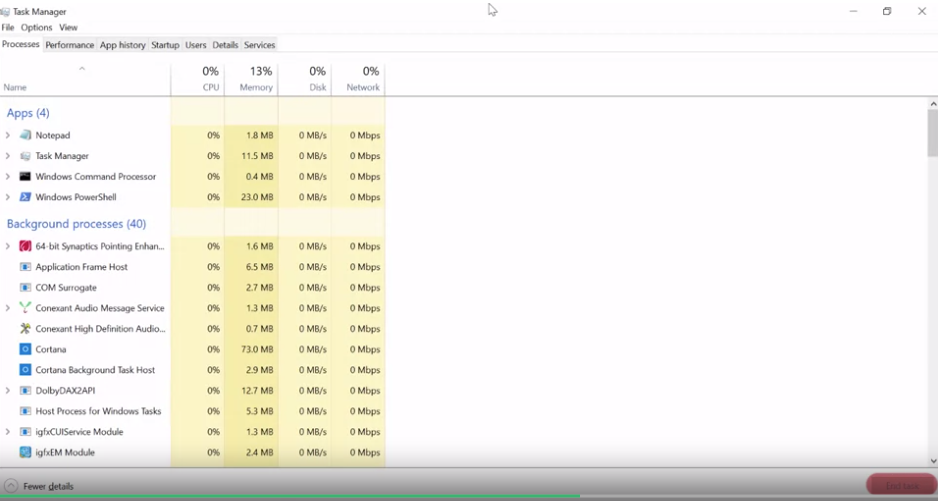 Task Manager
File Options View
Processes Performance App history Startup Users Details Services
0% 13% 0% 0%
Name CPU Memory Disk Network
Apps (4)
Notepad 0% 1.8 MB 0 MB/s 0 Mbps
Task Manager 0% 11.5 MB 0 MB/s 0 Mbps
Windows Command Processor 0% 0.4 MB 0 MB/s 0 Mbps
Windows PowerShell 0% 23.0 MB 0 MB/s 0 Mbps
Background processes (40)
64-bit Synaptics Pointing Enhan... 0% 1.6 MB 0 MB/s 0 Mbps
Application Frame Host 0% 6.5 MB 0 MB/s 0 Mbps
COM Surrogate 0% 2.7 MB 0 MB/s 0 Mbps
Conexant Audio Message Service 0% 1.3 MB 0 MB/s 0 Mbps
Conexant High Definition Audio... 0% 0.7 MB 0 MB/s 0 Mbps
Cortana 0% 73.0 MB 0 MB/s 0 Mbps
Cortana Background Task Host 0% 2.9 MB 0 MB/s 0 Mbps
DolbyDAX2API 0% 12.7 MB 0 MB/s 0 Mbps
Host Process for Windows Tasks 0% 5.3 MB 0 MB/s 0 Mbps
igfxCUIService Module 0% 1.3 MB 0 MB/s 0 Mbps
igfxEM Module 0% 2.4 MB 0 MB/s 0 Mbps
Fewer details End task